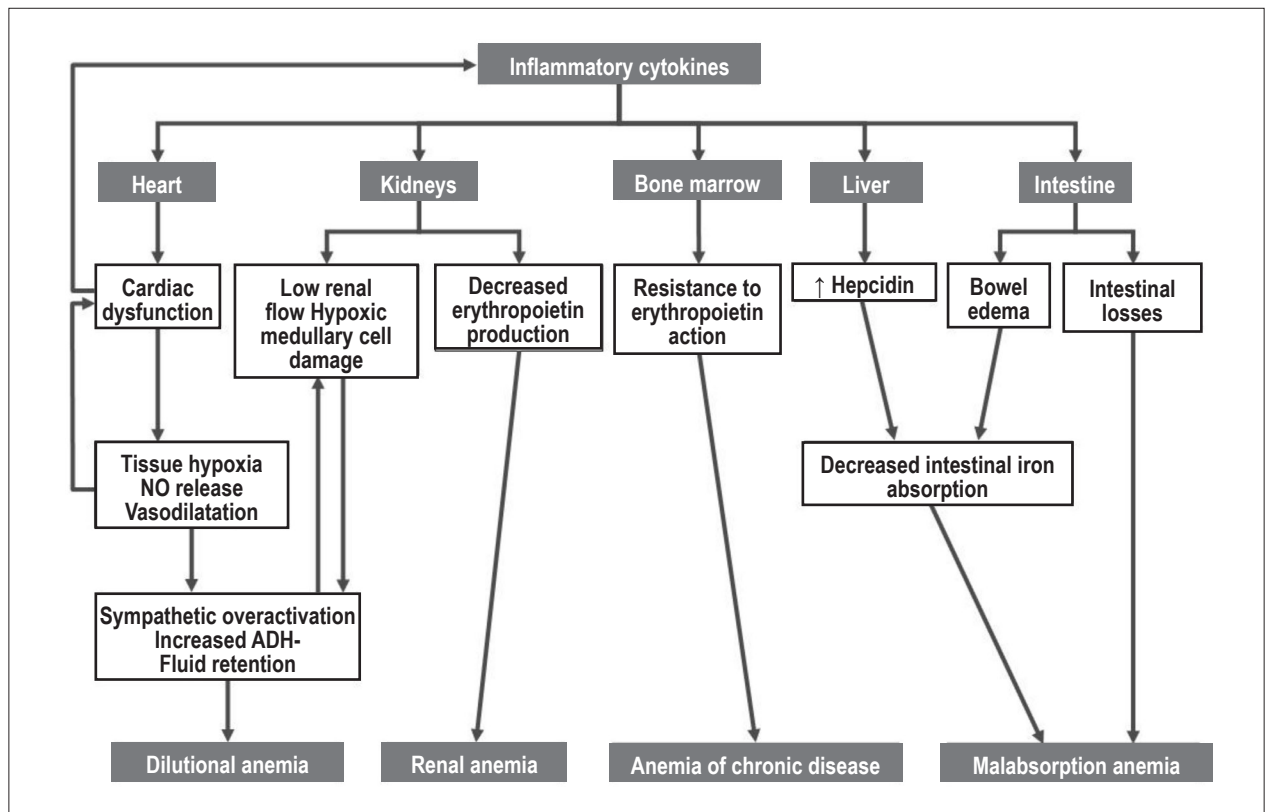 Inflammatory cytokines
Heart
Kidneys
Bone marrow
Liver
Intestine
Cardiac
dysfunction
Low renal
flow Hypoxic
medullary cell
damage
Decreased
erythropoietin
production
Resistance to
erythropoietin
action
↑ Hepcidin
Bowel
edema
Intestinal
losses
Tissue hypoxia
NO release
Vasodilatation
Decreased intestinal iron
absorption
Sympathetic overactivation
Increased ADH-
Fluid retention
Dilutional anemia
Renal anemia
Anemia of chronic disease
Malabsorption anemia